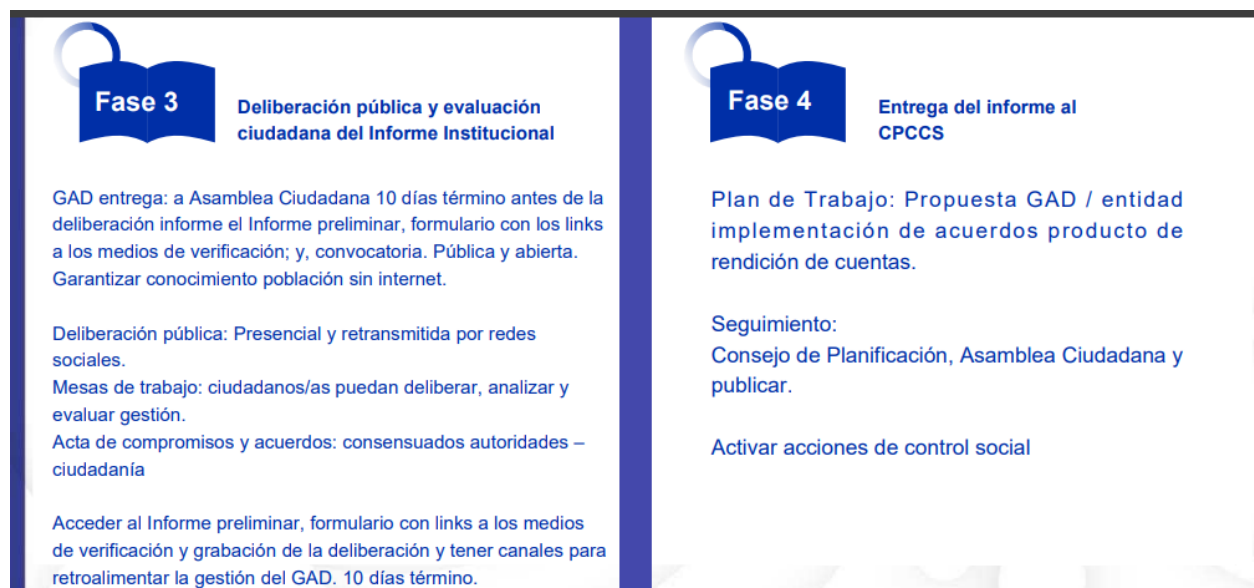 Fase 3
Deliberación pública y evaluación
ciudadana del Informe Institucional
GAD entrega: a Asamblea Ciudadana 10 días término antes de la
deliberación informe el Informe preliminar, formulario con los links
a los medios de verificación; y, convocatoria. Pública y abierta.
Garantizar conocimiento población sin internet.
Deliberación pública: Presencial y retransmitida por redes
sociales.
Mesas de trabajo: ciudadanos/as puedan deliberar, analizar y
evaluar gestión.
Acta de compromisos y acuerdos: consensuados autoridades –
ciudadanía
Acceder al Informe preliminar, formulario con links a los medios
de verificación y grabación de la deliberación y tener canales para
retroalimentar la gestión del GAD. 10 días término.
Fase 4
Entrega del informe al
CPCCS
Plan de Trabajo: Propuesta GAD / entidad
implementación de acuerdos producto de
rendición de cuentas.
Seguimiento:
Consejo de Planificación, Asamblea Ciudadana y
publicar.
Activar acciones de control social